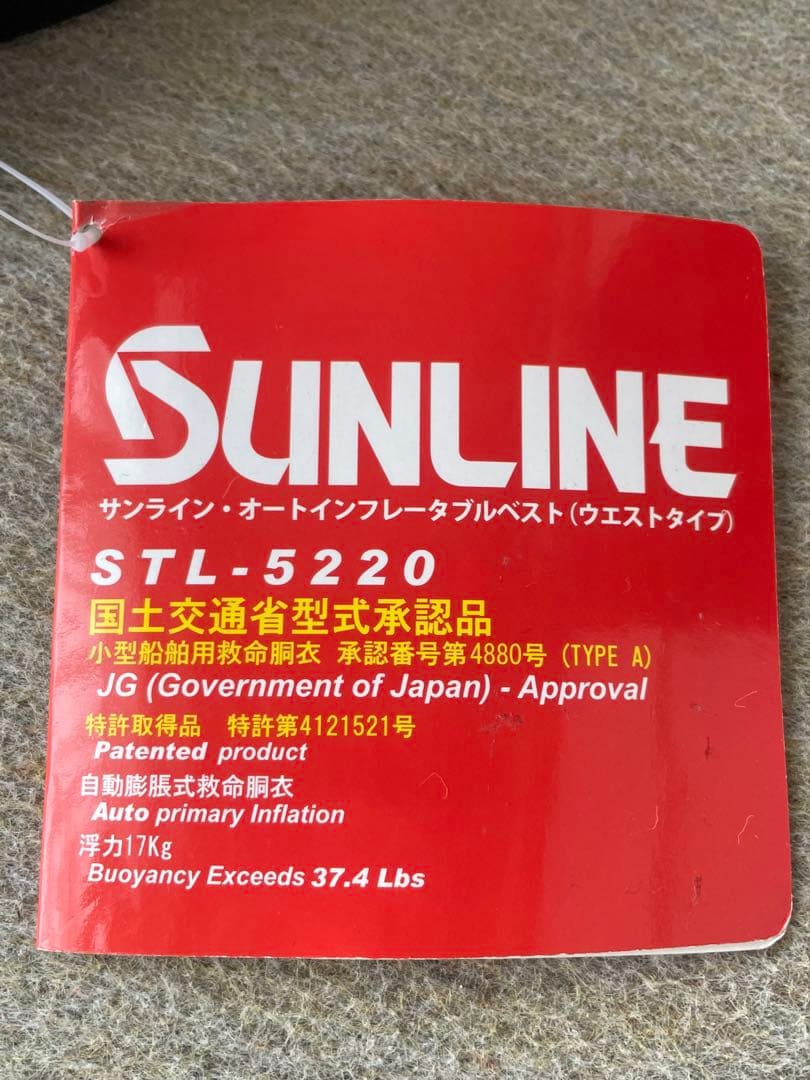 SUNLINE
サンライン・オートインフレータブルベスト(ウエストタイプ)
STL-5220
国土交通省型式承認品
小型船舶用救命胴衣 承認番号第4880号 (TYPE A)
JG (Government of Japan) - Approval
特許取得品 特許第4121521号
Patented product
自動膨脹式救命胴衣
Auto primary Inflation
浮力17Kg
Buoyancy Exceeds 37.4 Lbs